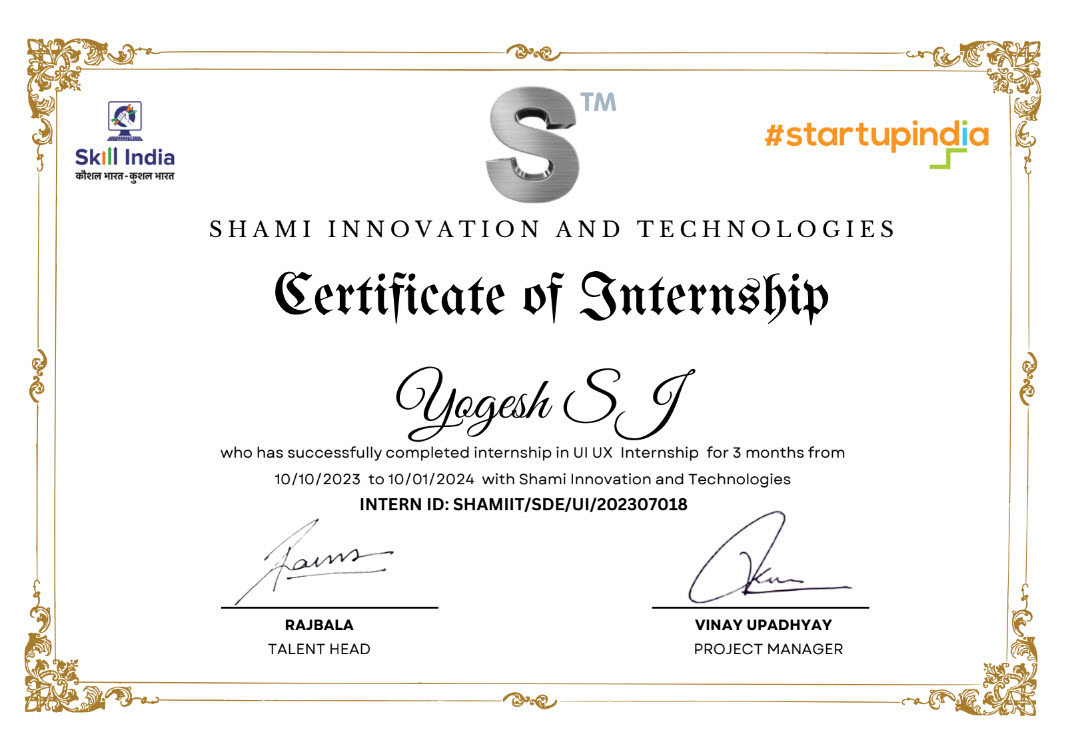 Skill India
कौशल भारत - कुशल भारत
S TM
#startupindia
SHAMI INNOVATION AND TECHNOLOGIES
Certificate of Internship
Yogesh S J
who has successfully completed internship in UI UX Internship for 3 months from
10/10/2023 to 10/01/2024 with Shami Innovation and Technologies
INTERN ID: SHAMIIT/SDE/UI/202307018
RAJBALA
TALENT HEAD
VINAY UPADHYAY
PROJECT MANAGER